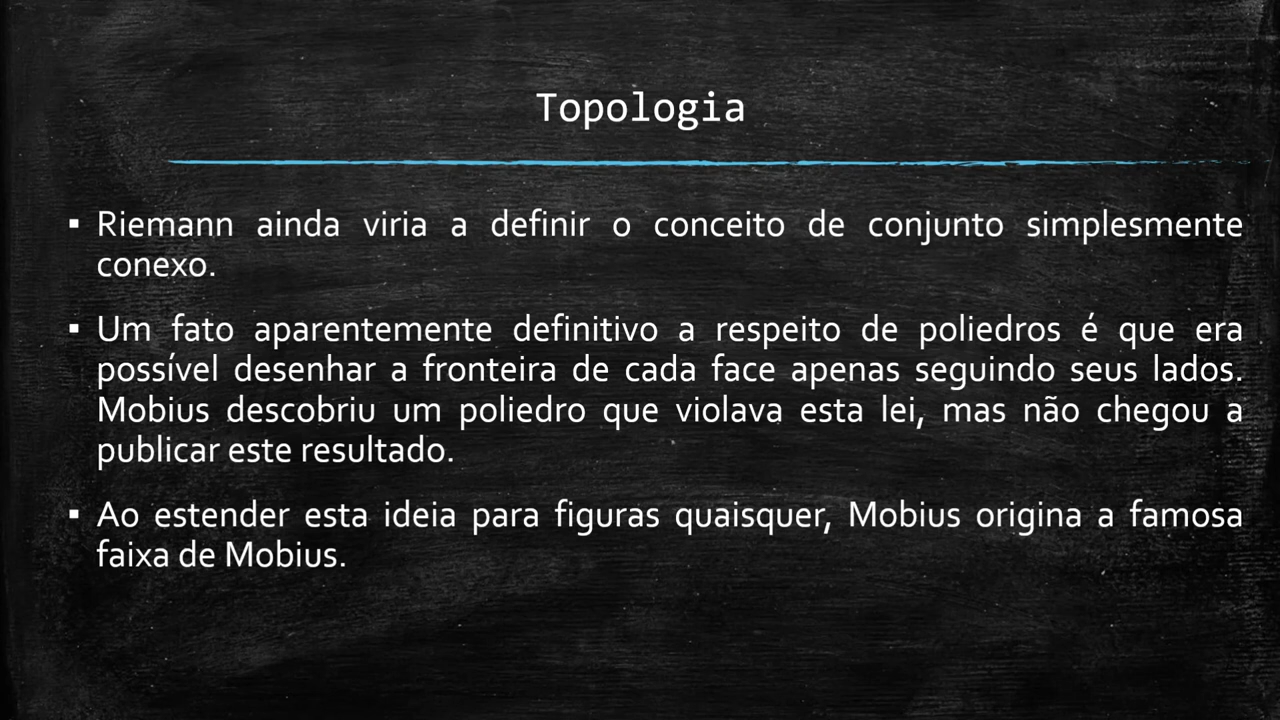 Topologia
▪ Riemann ainda viria a definir o conceito de conjunto simplesmente
conexo.
▪ Um fato aparentemente definitivo a respeito de poliedros é que era
possível desenhar a fronteira de cada face apenas seguindo seus lados.
Mobius descobriu um poliedro que violava esta lei, mas não chegou a
publicar este resultado.
▪ Ao estender esta ideia para figuras quaisquer, Mobius origina a famosa
faixa de Mobius.